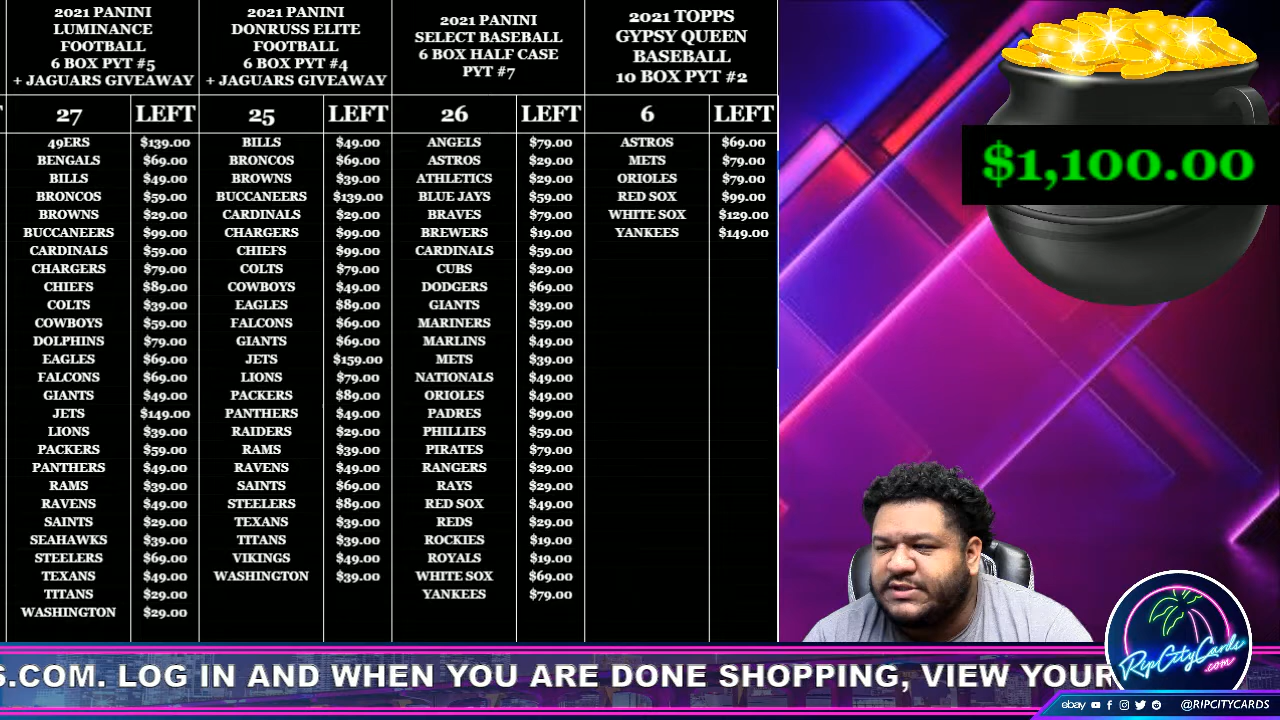 2021 PANINI
LUMINANCE
FOOTBALL
6 BOX PYT #5
+ JAGUARS GIVEAWAY
27 LEFT
49ERS $139.00
BENGALS $69.00
BILLS $49.00
BRONCOS $59.00
BROWNS $29.00
BUCCANEERS $99.00
CARDINALS $59.00
CHARGERS $79.00
CHIEFS $89.00
COLTS $39.00
COWBOYS $59.00
DOLPHINS $79.00
EAGLES $69.00
FALCONS $69.00
GIANTS $49.00
JETS $149.00
LIONS $39.00
PACKERS $59.00
PANTHERS $49.00
RAMS $39.00
RAVENS $49.00
SAINTS $29.00
SEAHAWKS $39.00
STEELERS $69.00
TEXANS $49.00
TITANS $29.00
WASHINGTON $29.00
2021 PANINI
DONRUSS ELITE
FOOTBALL
6 BOX PYT #4
+ JAGUARS GIVEAWAY
25 LEFT
BILLS $49.00
BRONCOS $69.00
BROWNS $39.00
BUCCANEERS $139.00
CARDINALS $29.00
CHARGERS $99.00
CHIEFS $99.00
COLTS $79.00
COWBOYS $49.00
EAGLES $89.00
FALCONS $69.00
GIANTS $69.00
JETS $159.00
LIONS $79.00
PACKERS $89.00
PANTHERS $49.00
RAIDERS $29.00
RAMS $39.00
RAVENS $49.00
SAINTS $69.00
STEELERS $89.00
TEXANS $39.00
TITANS $39.00
VIKINGS $49.00
WASHINGTON $39.00
2021 PANINI
SELECT BASEBALL
6 BOX HALF CASE
PYT #7
26 LEFT
ANGELS $79.00
ASTROS $29.00
ATHLETICS $29.00
BLUE JAYS $59.00
BRAVES $79.00
BREWERS $19.00
CARDINALS $59.00
CUBS $29.00
DODGERS $69.00
GIANTS $39.00
MARINERS $59.00
MARLINS $49.00
METS $39.00
NATIONALS $49.00
ORIOLES $49.00
PADRES $99.00
PHILLIES $59.00
PIRATES $79.00
RANGERS $29.00
RAYS $29.00
RED SOX $49.00
REDS $29.00
ROCKIES $19.00
ROYALS $19.00
WHITE SOX $69.00
YANKEES $79.00
2021 TOPPS
GYPSY QUEEN
BASEBALL
10 BOX PYT #2
6 LEFT
ASTROS $69.00
METS $79.00
ORIOLES $79.00
RED SOX $99.00
WHITE SOX $129.00
YANKEES $149.00
$1,100.00
S.COM. LOG IN AND WHEN YOU ARE DONE SHOPPING, VIEW YOUR
RipCityCards
.com
ebay @RIPCITYCARDS